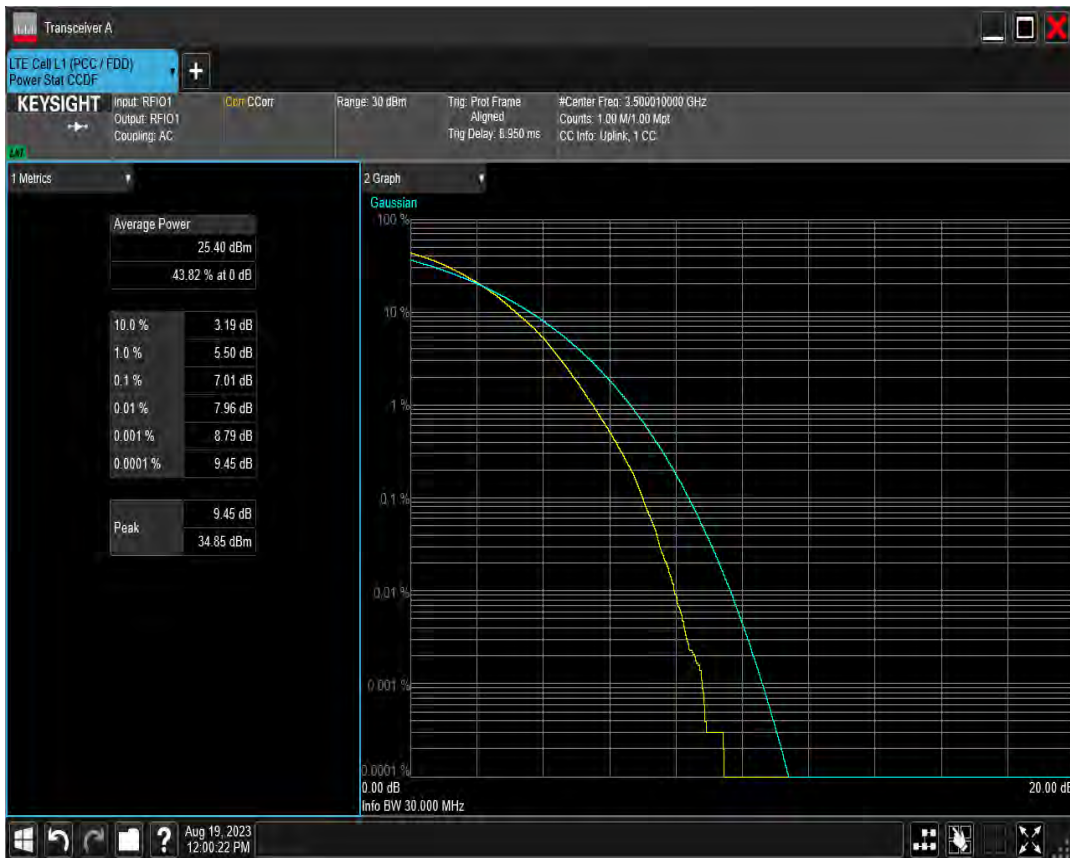 Transceiver A
LTE Cell L1 (PCC / FDD)
Power Stat CCDF
+
KEYSIGHT
Input: RFIO1
Output: RFIO1
Coupling: AC
Corr CCorr
Range: 30 dBm
Trig: Prot Frame
Aligned
Trig Delay: 8.950 ms
#Center Freq: 3.500010000 GHz
Counts: 1.00 M/1.00 Mpt
CC Info: Uplink, 1 CC
1 Metrics
Average Power
25.40 dBm
43.82 % at 0 dB
10.0 % 3.19 dB
1.0 % 5.50 dB
0.1 % 7.01 dB
0.01 % 7.96 dB
0.001 % 8.79 dB
0.0001 % 9.45 dB
Peak
9.45 dB
34.85 dBm
2 Graph
Gaussian
100 %
10 %
1 %
0.1 %
0.01 %
0.001 %
0.0001 %
0.00 dB
20.00 dB
Info BW 30.000 MHz
?
Aug 19, 2023
12:00:22 PM